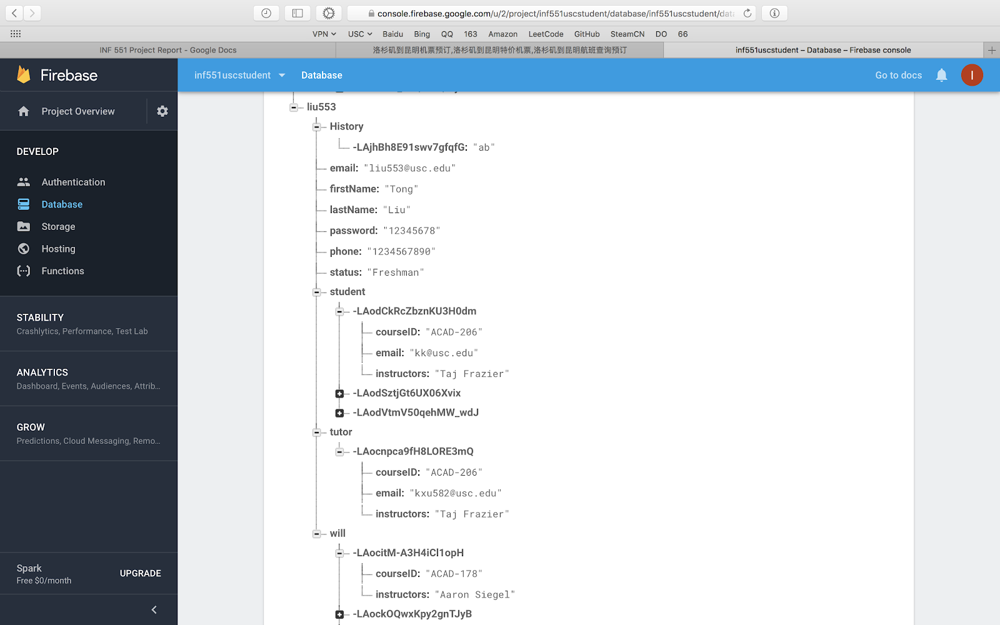 console.firebase.google.com/u/2/project/inf551uscstudent/database/inf551uscstudent/data
VPN USC Baidu Bing QQ 163 Amazon LeetCode GitHub SteamCN DO 66
INF 551 Project Report - Google Docs
洛杉矶到昆明机票预订,洛杉矶到昆明特价机票,洛杉矶到昆明航班查询预订
inf551uscstudent – Database – Firebase console
Firebase
inf551uscstudent Database
Go to docs
I
Project Overview
DEVELOP
Authentication
Database
Storage
Hosting
Functions
STABILITY
Crashlytics, Performance, Test Lab
ANALYTICS
Dashboard, Events, Audiences, Attrib...
GROW
Predictions, Cloud Messaging, Remo...
Spark
Free $0/month
UPGRADE
liu553
History
-LAjhBh8E91swv7gfqfG: "ab"
email: "liu553@usc.edu"
firstName: "Tong"
lastName: "Liu"
password: "12345678"
phone: "1234567890"
status: "Freshman"
student
-LAodCkRcZbznKU3H0dm
courseID: "ACAD-206"
email: "kk@usc.edu"
instructors: "Taj Frazier"
-LAodSztjGt6UX06Xvix
-LAodVtmV50qehMW_wdJ
tutor
-LAocnpca9fH8LORE3mQ
courseID: "ACAD-206"
email: "kxu582@usc.edu"
instructors: "Taj Frazier"
will
-LAocitM-A3H4iCl1opH
courseID: "ACAD-178"
instructors: "Aaron Siegel"
-LAockOQwxKpy2gnTJyB